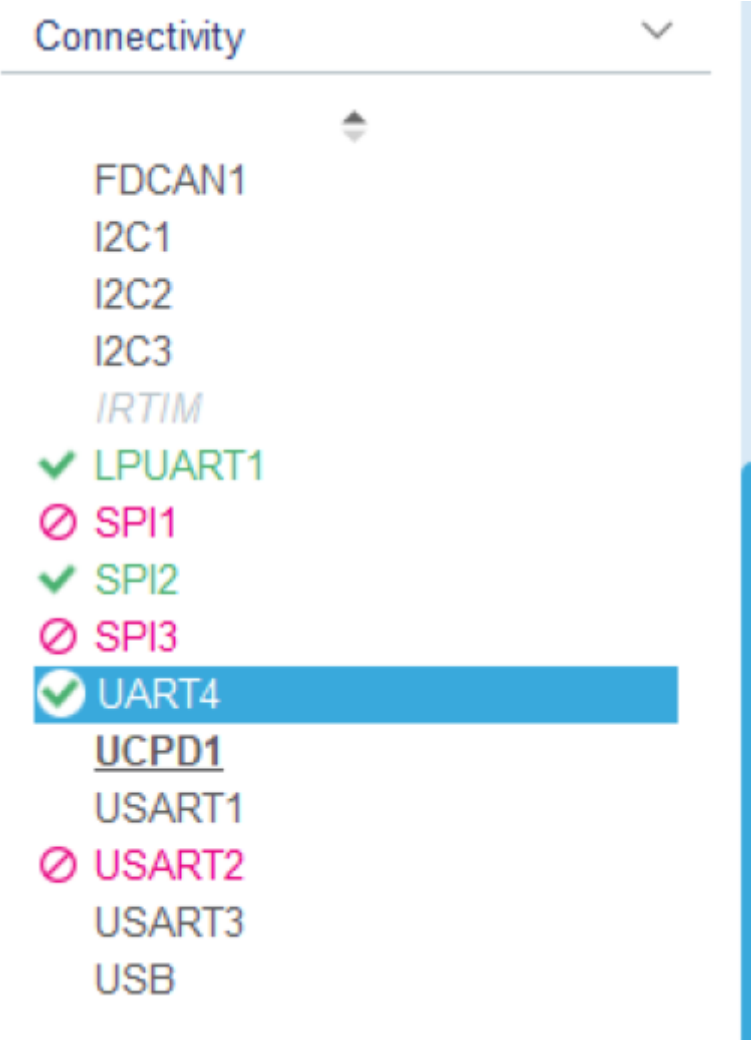 Connectivity
FDCAN1
I2C1
I2C2
I2C3
IRTIM
LPUART1
SPI1
SPI2
SPI3
UART4
UCPD1
USART1
USART2
USART3
USB